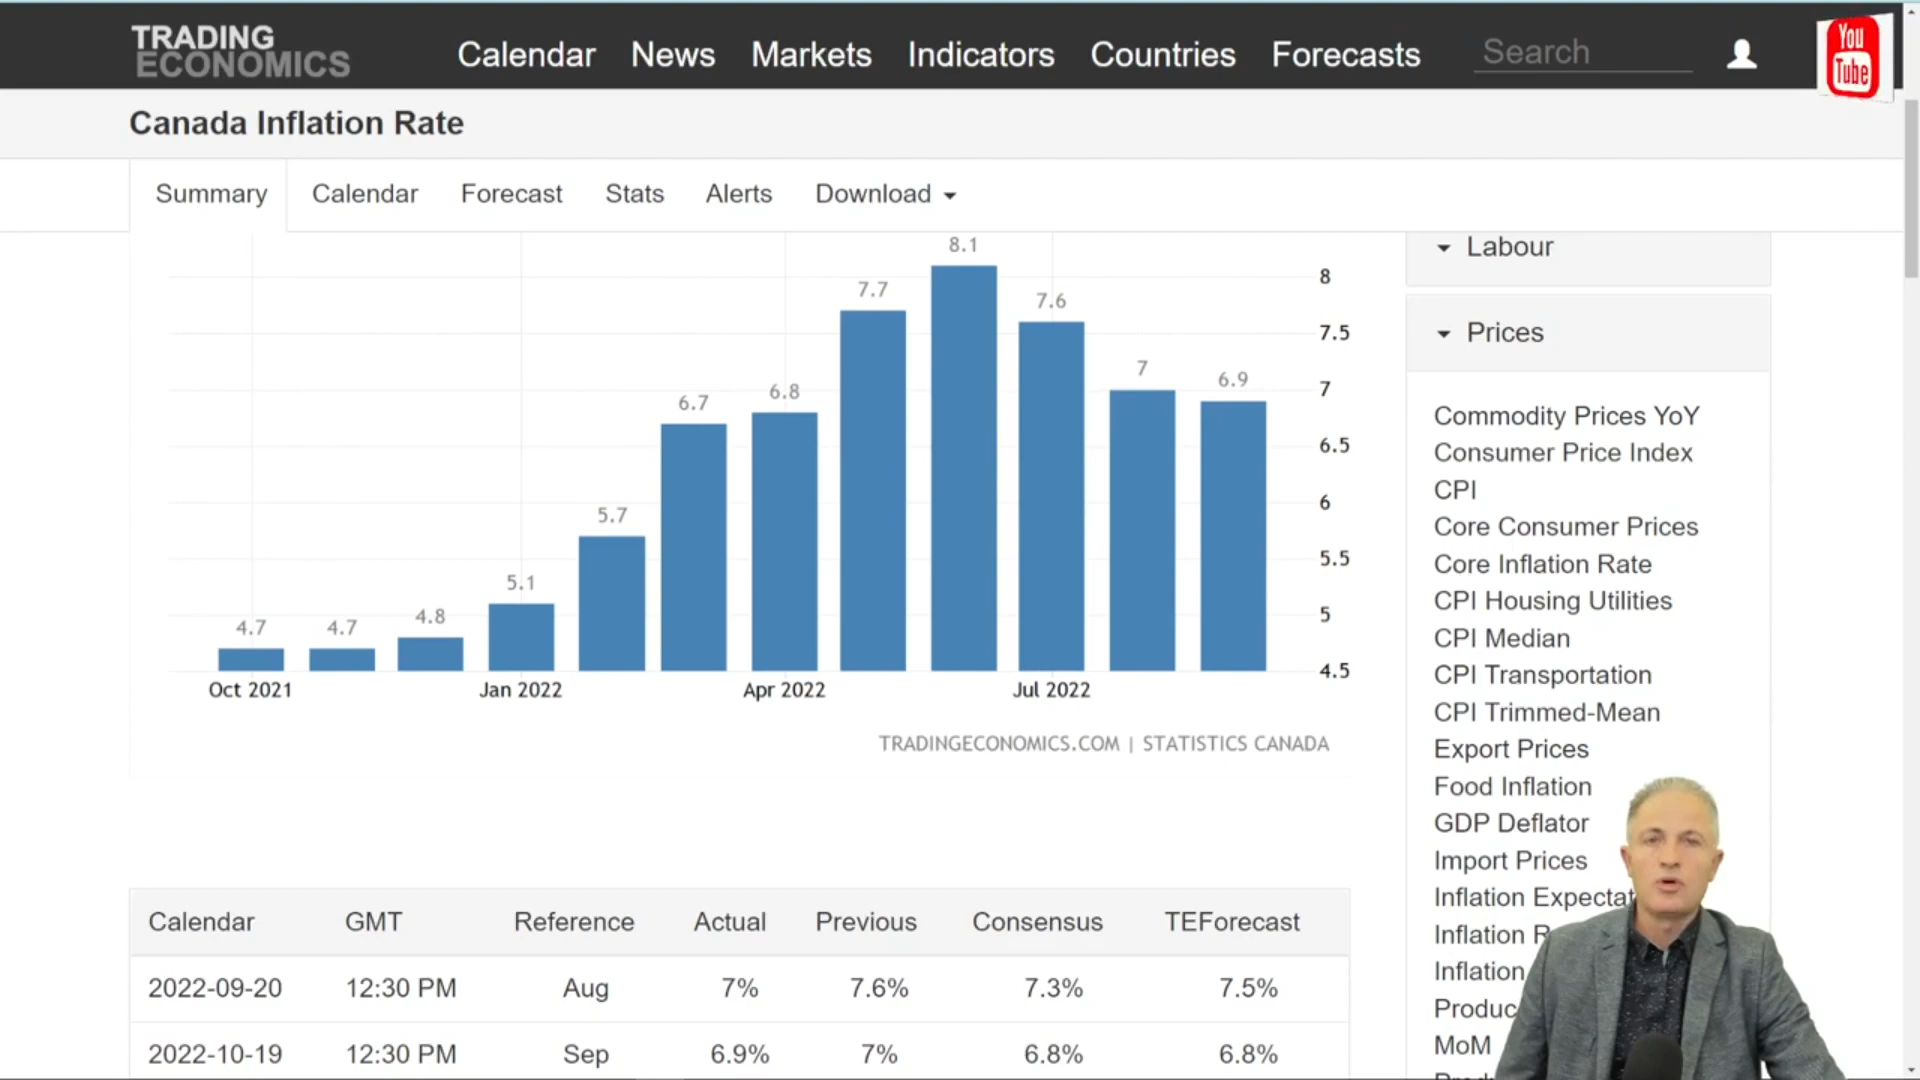 TRADING
ECONOMICS
Calendar News Markets Indicators Countries Forecasts Search
You
Tube
Canada Inflation Rate
Summary Calendar Forecast Stats Alerts Download
4.7 4.7 4.8 5.1 5.7 6.7 6.8 7.7 8.1 7.6 7 6.9
8
7.5
7
6.5
6
5.5
5
4.5
Oct 2021 Jan 2022 Apr 2022 Jul 2022
TRADINGECONOMICS.COM | STATISTICS CANADA
Calendar GMT Reference Actual Previous Consensus TEForecast
2022-09-20 12:30 PM Aug 7% 7.6% 7.3% 7.5%
2022-10-19 12:30 PM Sep 6.9% 7% 6.8% 6.8%
Labour
Prices
Commodity Prices YoY
Consumer Price Index
CPI
Core Consumer Prices
Core Inflation Rate
CPI Housing Utilities
CPI Median
CPI Transportation
CPI Trimmed-Mean
Export Prices
Food Inflation
GDP Deflator
Import Prices
Inflation
Inflation
Inflation
MoM